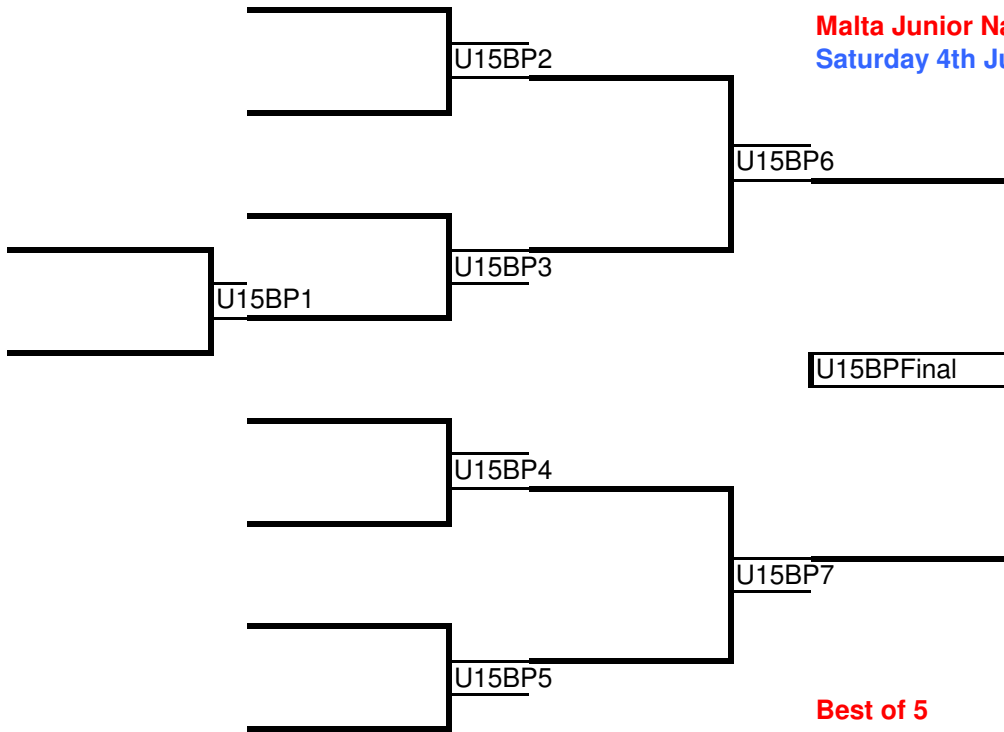 Malta Junior Na
Saturday 4th Ju
U15BP2
U15BP6
U15BP3
U15BP1
U15BPFinal
U15BP4
U15BP7
U15BP5
Best of 5